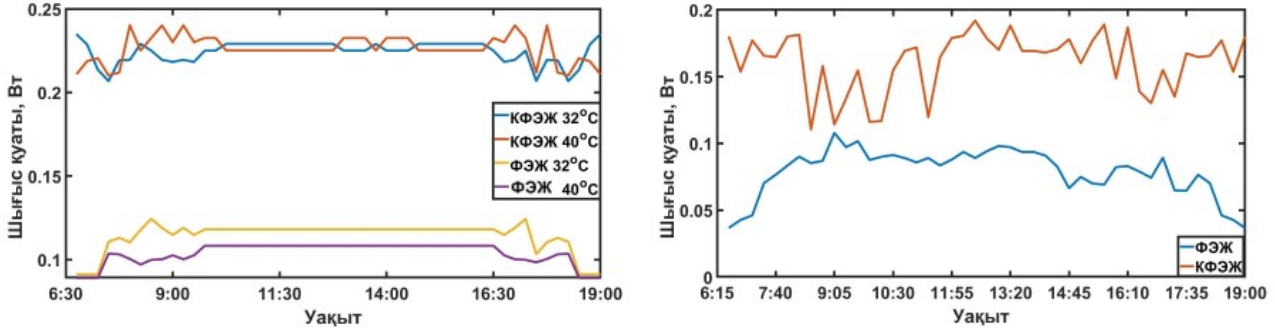 Шығыс қуаты, Вт
0.25
0.2
0.15
0.1
КФЭЖ 32°C
КФЭЖ 40°C
ФЭЖ 32°C
ФЭЖ 40°C
6:30 9:00 11:30 14:00 16:30 19:00
Уақыт
Шығыс қуаты, Вт
0.2
0.15
0.1
0.05
0
ФЭЖ
КФЭЖ
6:15 7:40 9:05 10:30 11:55 13:20 14:45 16:10 17:35 19:00
Уақыт